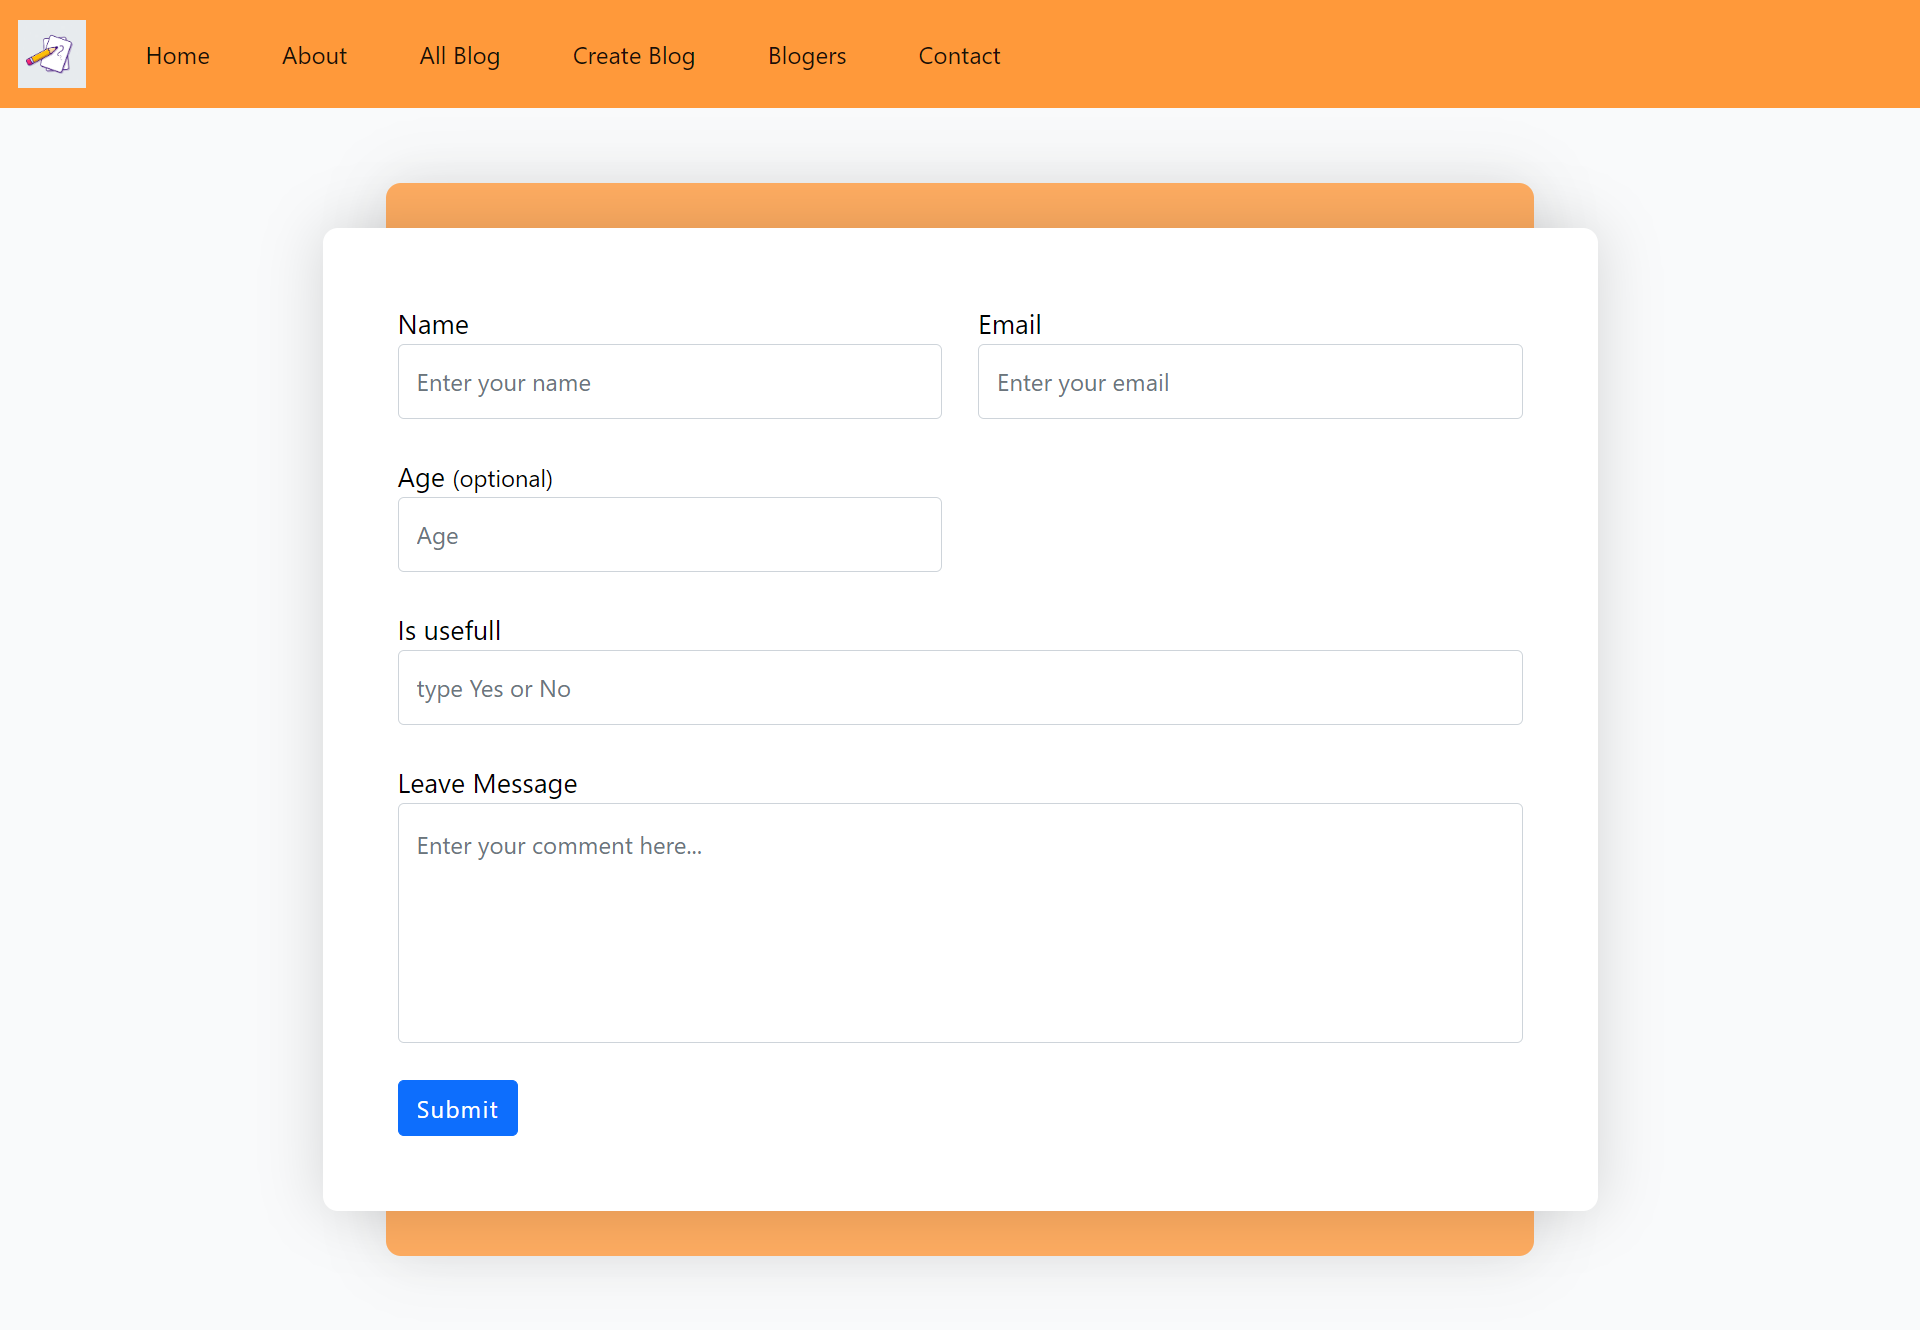 Home About All Blog Create Blog Blogers Contact
Name Email
Enter your name Enter your email
Age (optional)
Age
Is usefull
type Yes or No
Leave Message
Enter your comment here...
Submit